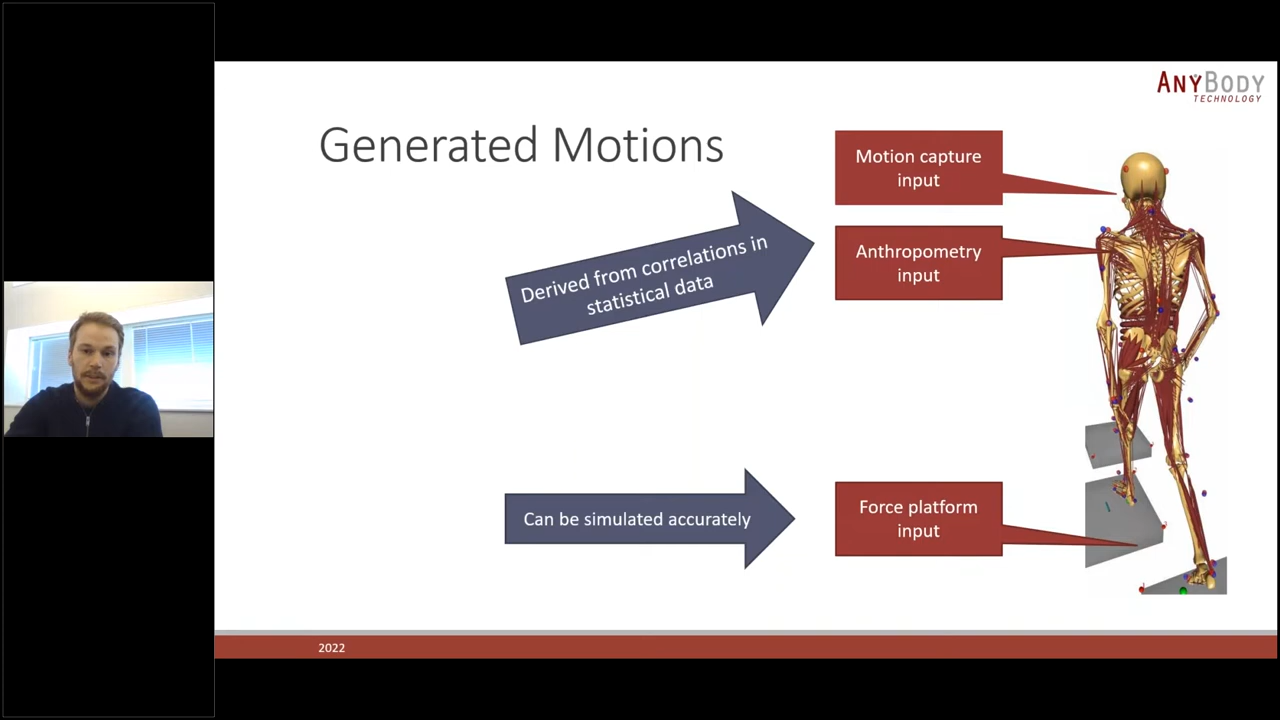 ANYBODY
TECHNOLOGY
Generated Motions
Motion capture
input
Derived from correlations in
statistical data
Anthropometry
input
Can be simulated accurately
Force platform
input
2022